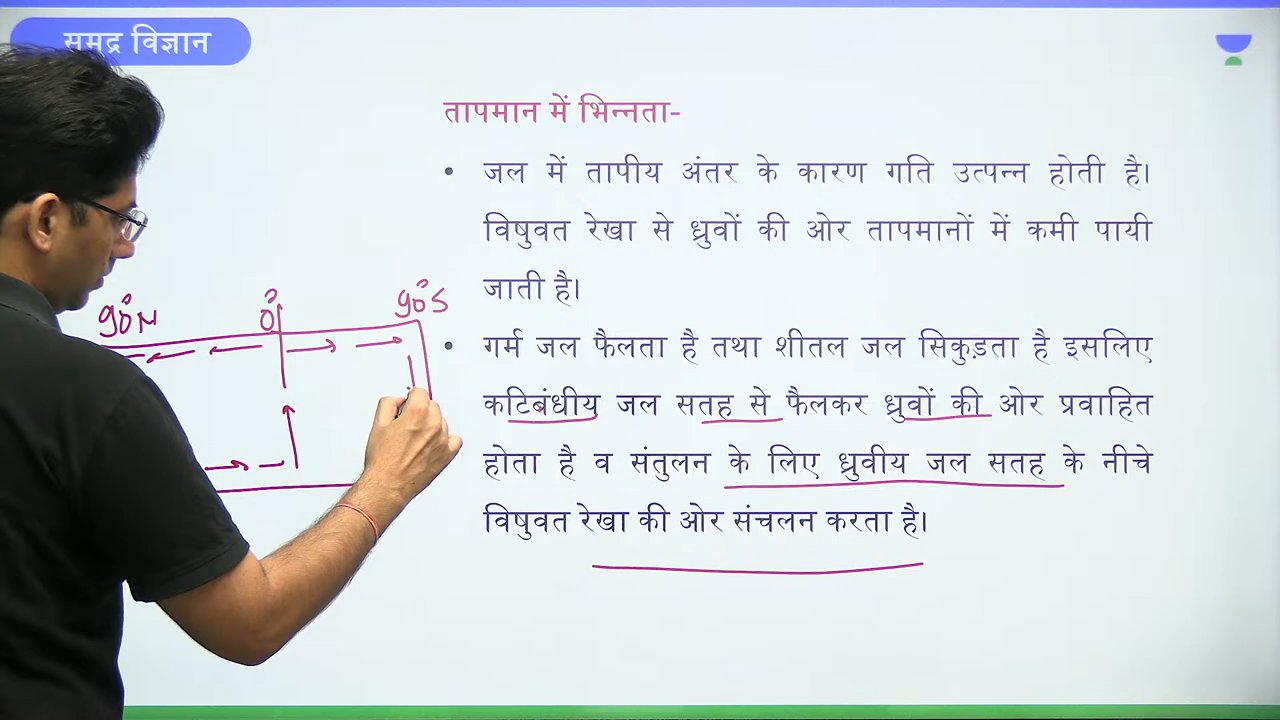 समुद्र विज्ञान
तापमान में भिन्नता-
• जल में तापीय अंतर के कारण गति उत्पन्न होती है।
विषुवत रेखा से ध्रुवों की ओर तापमानों में कमी पायी
जाती है।
• गर्म जल फैलता है तथा शीतल जल सिकुड़ता है इसलिए
कटिबंधीय जल सतह से फैलकर ध्रुवों की ओर प्रवाहित
होता है व संतुलन के लिए ध्रुवीय जल सतह के नीचे
विषुवत रेखा की ओर संचलन करता है।
90°N 0° 90°S